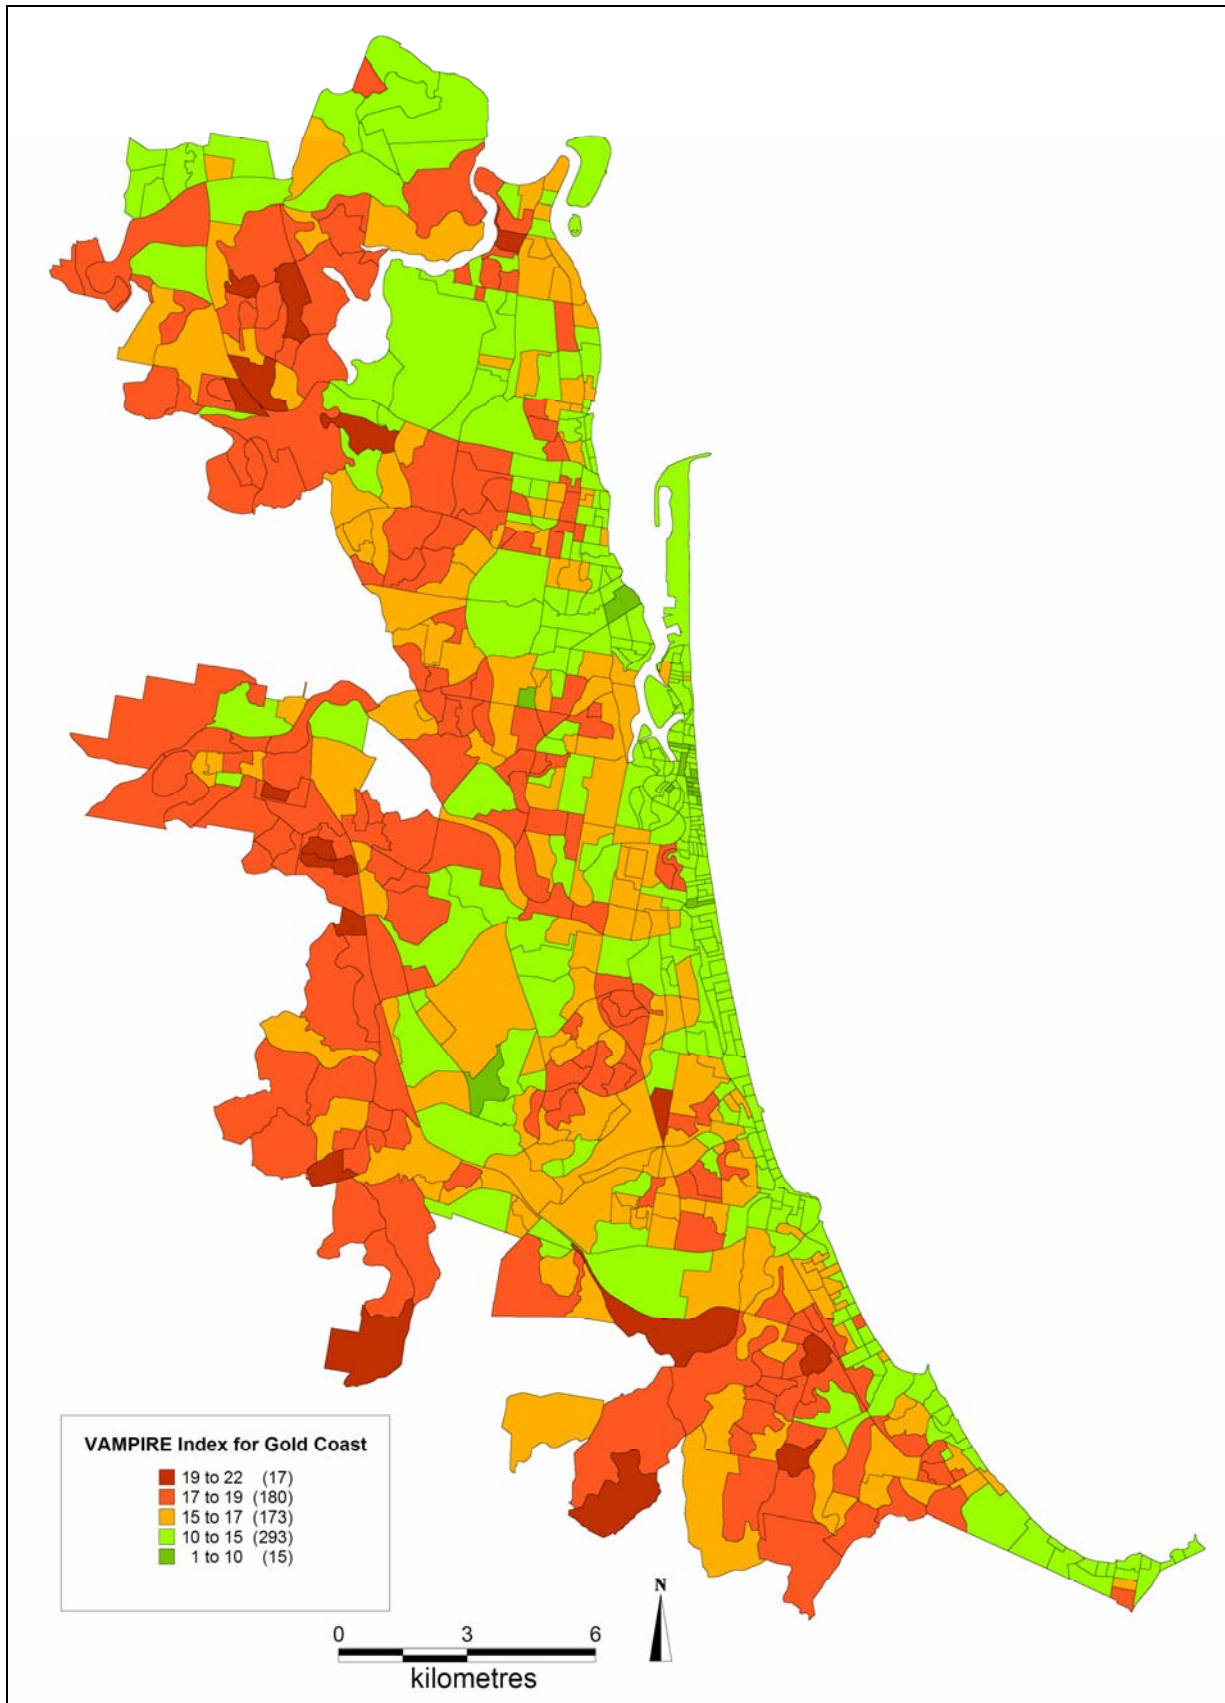 VAMPIRE Index for Gold Coast
19 to 22 (17)
17 to 19 (180)
15 to 17 (173)
10 to 15 (293)
1 to 10 (15)
N
0 3 6
kilometres